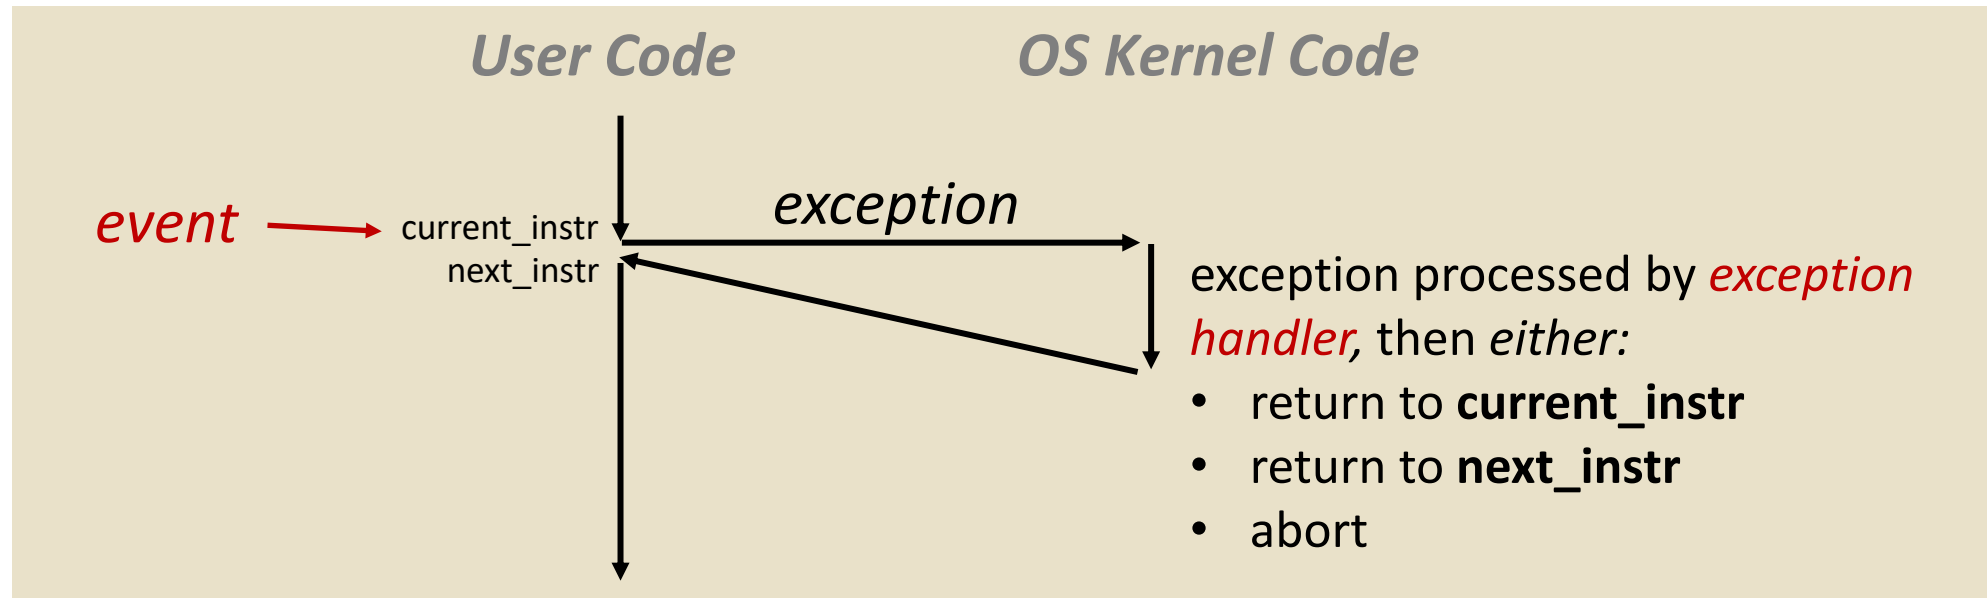 User Code
OS Kernel Code
event
current_instr
next_instr
exception
exception processed by exception
handler, then either:
• return to current_instr
• return to next_instr
• abort